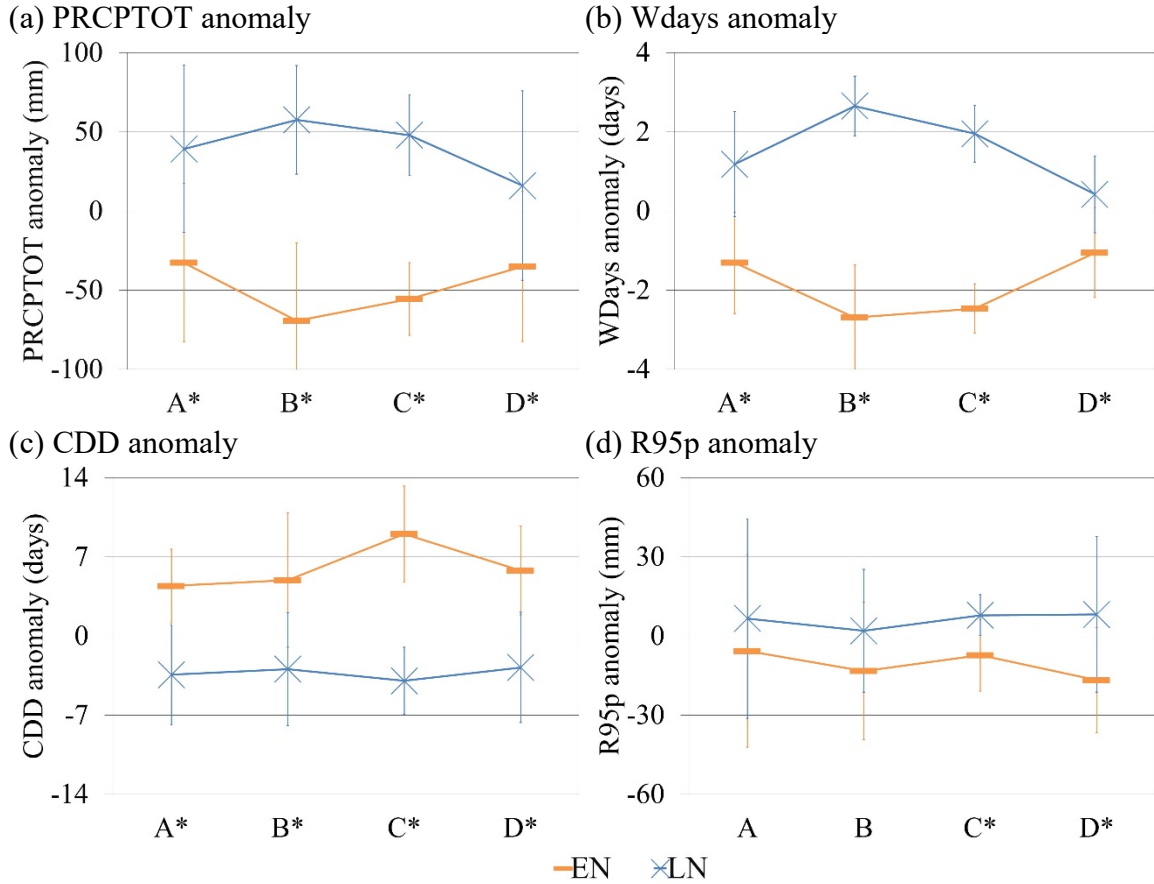 (a) PRCPTOT anomaly
PRCPTOT anomaly (mm)
100
50
0
-50
-100
A* B* C* D*
(b) Wdays anomaly
WDays anomaly (days)
4
2
0
-2
-4
A* B* C* D*
(c) CDD anomaly
CDD anomaly (days)
14
7
0
-7
-14
A* B* C* D*
(d) R95p anomaly
R95p anomaly (mm)
60
30
0
-30
-60
A B C* D*
EN LN